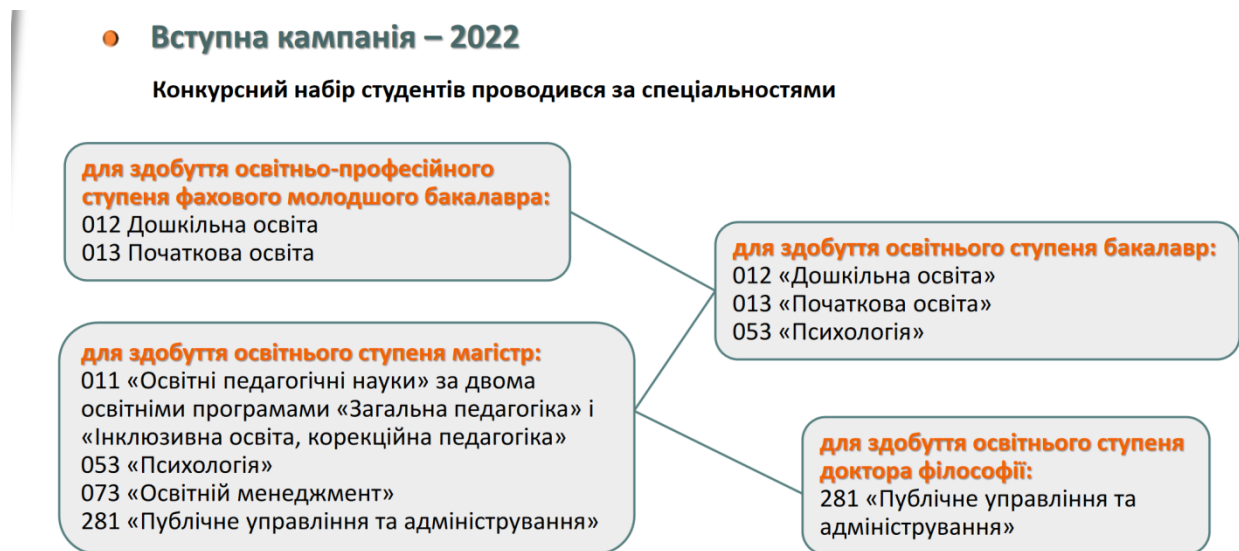 Вступна кампанія – 2022
Конкурсний набір студентів проводився за спеціальностями
для здобуття освітньо-професійного
ступеня фахового молодшого бакалавра:
012 Дошкільна освіта
013 Початкова освіта
для здобуття освітнього ступеня бакалавр:
012 «Дошкільна освіта»
013 «Початкова освіта»
053 «Психологія»
для здобуття освітнього ступеня магістр:
011 «Освітні педагогічні науки» за двома
освітніми програмами «Загальна педагогіка» і
«Інклюзивна освіта, корекційна педагогіка»
053 «Психологія»
073 «Освітній менеджмент»
281 «Публічне управління та адміністрування»
для здобуття освітнього ступеня
доктора філософії:
281 «Публічне управління та
адміністрування»